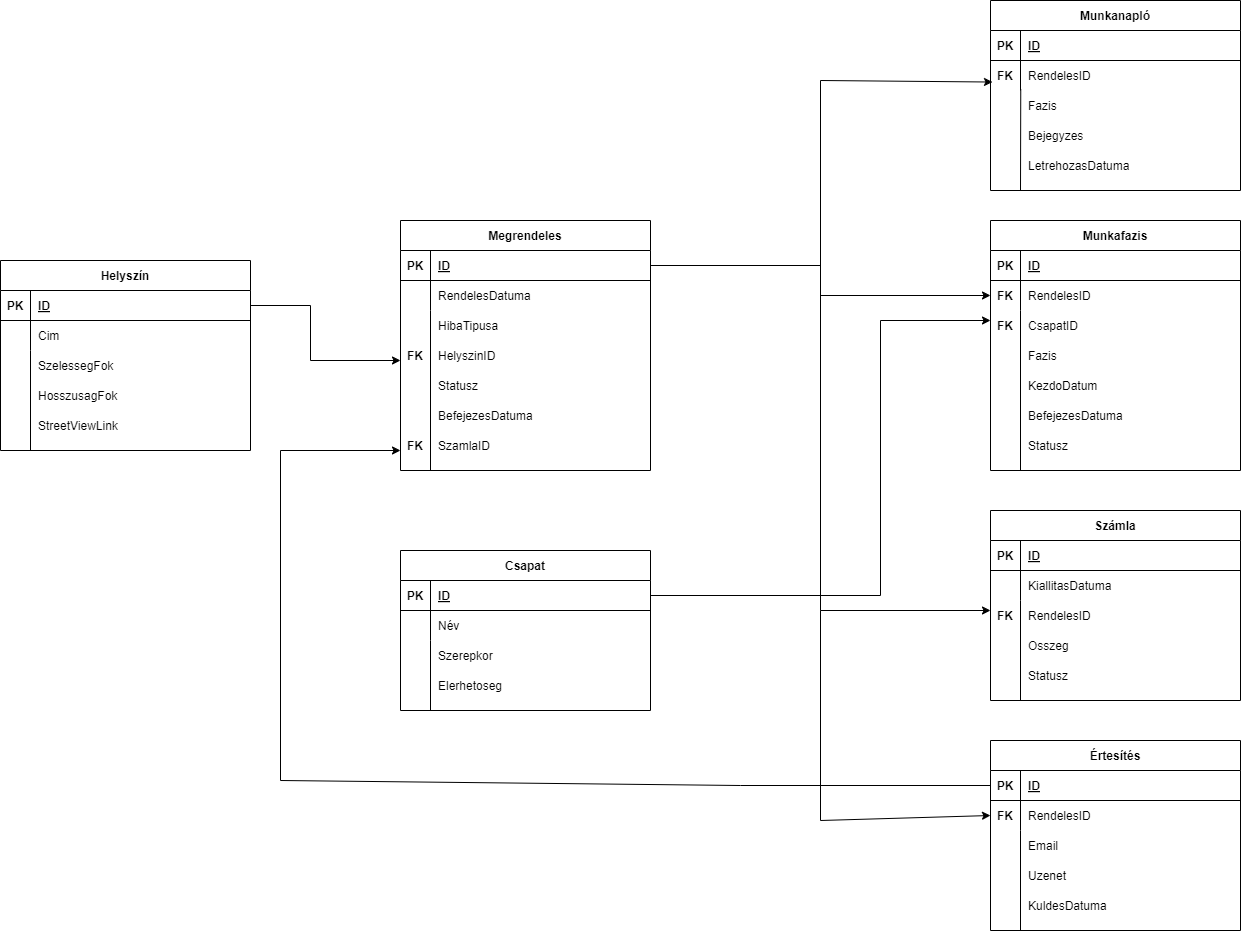 Munkanapló
PK ID
FK RendelesID
Fazis
Bejegyzes
LetrehozasDatuma
Megrendeles
PK ID
RendelesDatuma
HibaTipusa
FK HelyszinID
Statusz
BefejezesDatuma
FK SzamlaID
Munkafazis
PK ID
FK RendelesID
FK CsapatID
Fazis
KezdoDatum
BefejezesDatuma
Statusz
Helyszín
PK ID
Cim
SzelessegFok
HosszusagFok
StreetViewLink
Számla
PK ID
KiallitasDatuma
FK RendelesID
Osszeg
Statusz
Csapat
PK ID
Név
Szerepkor
Elerhetoseg
Értesítés
PK ID
FK RendelesID
Email
Uzenet
KuldesDatuma